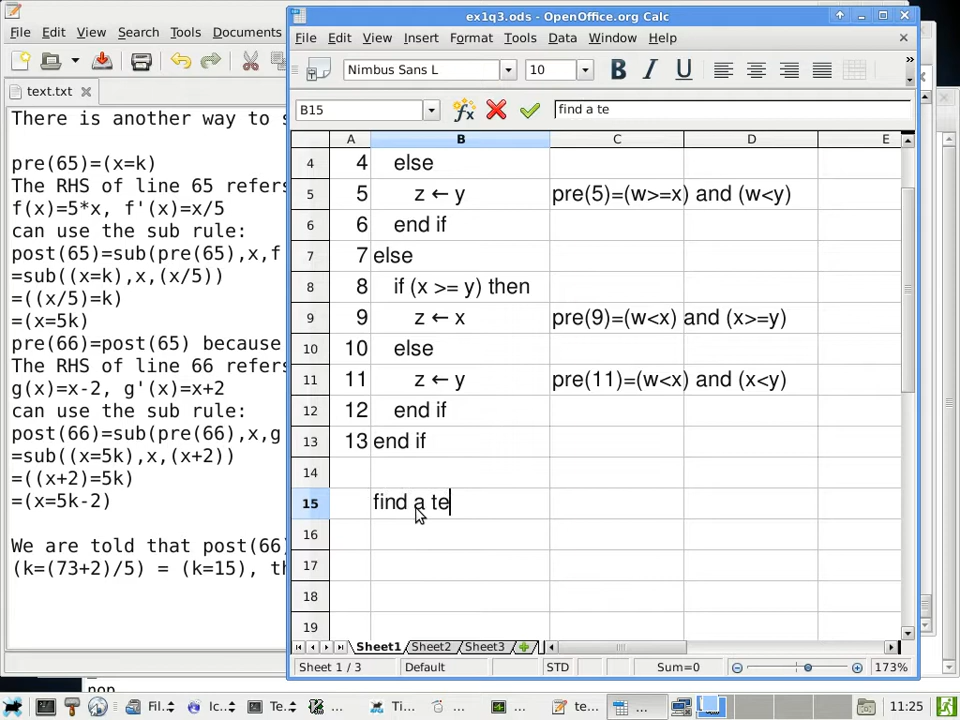 ex1q3.ods - OpenOffice.org Calc
File Edit View Search Tools Documents
File Edit View Insert Format Tools Data Window Help
Nimbus Sans L 10
text.txt
B15 find a te
There is another way to s
pre(65)=(x=k)
The RHS of line 65 refers
f(x)=5*x, f'(x)=x/5
can use the sub rule:
post(65)=sub(pre(65),x,f
=sub((x=k),x,(x/5))
=((x/5)=k)
=(x=5k)
pre(66)=post(65) because
The RHS of line 66 refers
g(x)=x-2, g'(x)=x+2
can use the sub rule:
post(66)=sub(pre(66),x,g
=sub((x=5k),x,(x+2))
=((x+2)=5k)
=(x=5k-2)
We are told that post(66)
(k=(73+2)/5) = (k=15), th
A B C D E
4 4 else
5 5 z ← y pre(5)=(w>=x) and (w<y)
6 6 end if
7 7 else
8 8 if (x >= y) then
9 9 z ← x pre(9)=(w<x) and (x>=y)
10 10 else
11 11 z ← y pre(11)=(w<x) and (x<y)
12 12 end if
13 13 end if
14
15 find a te
16
17
18
19
Sheet1 Sheet2 Sheet3
Sheet 1 / 3 Default STD Sum=0 173%
non
Fil. Ic... Te. Ti... te... ... 11:25